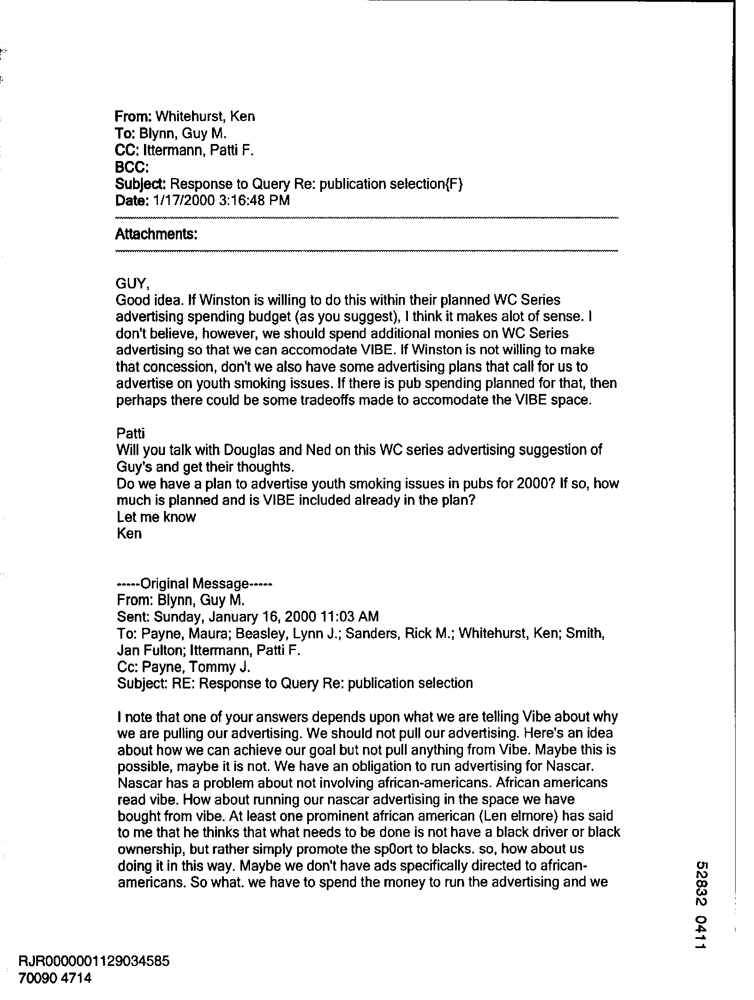 From: Whitehurst, Ken
To: Blynn, Guy M.
CC: Ittermann, Patti F.
BCC:
Subject: Response to Query Re: publication selection{F}
Date: 1/17/2000 3:16:48 PM
Attachments:
GUY,
Good idea. If Winston is willing to do this within their planned WC Series
advertising spending budget (as you suggest), I think it makes alot of sense. I
don't believe, however, we should spend additional monies on WC Series
advertising so that we can accomodate VIBE. If Winston is not willing to make
that concession, don't we also have some advertising plans that call for us to
advertise on youth smoking issues. If there is pub spending planned for that, then
perhaps there could be some tradeoffs made to accomodate the VIBE space.
Patti
Will you talk with Douglas and Ned on this WC series advertising suggestion of
Guy's and get their thoughts.
Do we have a plan to advertise youth smoking issues in pubs for 2000? If so, how
much is planned and is VIBE included already in the plan?
Let me know
Ken
-----Original Message-----
From: Blynn, Guy M.
Sent: Sunday, January 16, 2000 11:03 AM
To: Payne, Maura; Beasley, Lynn J.; Sanders, Rick M.; Whitehurst, Ken; Smith,
Jan Fulton; Ittermann, Patti F.
Cc: Payne, Tommy J.
Subject: RE: Response to Query Re: publication selection
I note that one of your answers depends upon what we are telling Vibe about why
we are pulling our advertising. We should not pull our advertising. Here's an idea
about how we can achieve our goal but not pull anything from Vibe. Maybe this is
possible, maybe it is not. We have an obligation to run advertising for Nascar.
Nascar has a problem about not involving african-americans. African americans
read vibe. How about running our nascar advertising in the space we have
bought from vibe. At least one prominent african american (Len elmore) has said
to me that he thinks that what needs to be done is not have a black driver or black
ownership, but rather simply promote the sp0ort to blacks. so, how about us
doing it in this way. Maybe we don't have ads specifically directed to african-
americans. So what. we have to spend the money to run the advertising and we
52832 0411
RJR0000001129034585
70090 4714